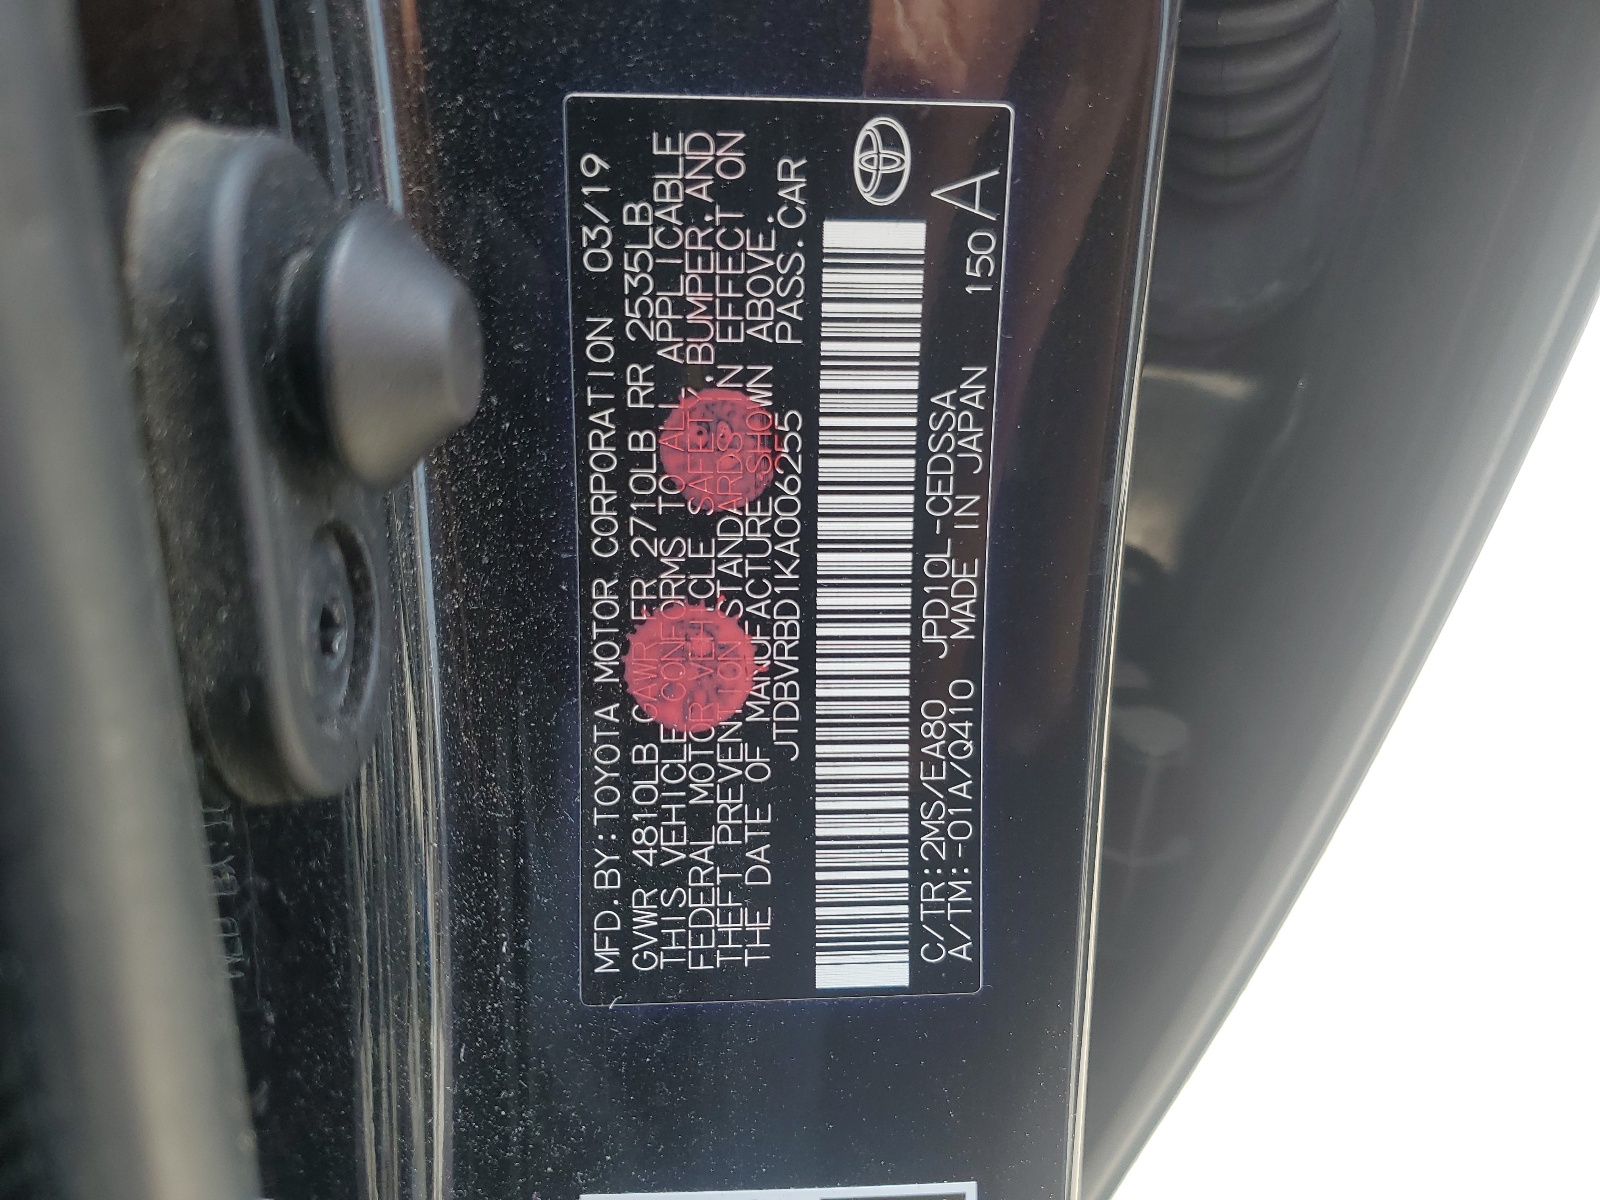 MFD.BY:TOYOTA MOTOR CORPORATION 03/19
GVWR 4810LB GAWR FR 2710LB RR 2535LB
THIS VEHICLE CONFORMS TO ALL APPLICABLE
FEDERAL MOTOR VEHICLE SAFETY, BUMPER, AND
THEFT PREVENTION STANDARDS IN EFFECT ON
THE DATE OF MANUFACTURE SHOWN ABOVE.
JTDBVRBD1KA006255 PASS.CAR
C/TR:2MS/EA80 JPD10L-CEDSSA
A/TM:-01A/Q410 MADE IN JAPAN 150 A